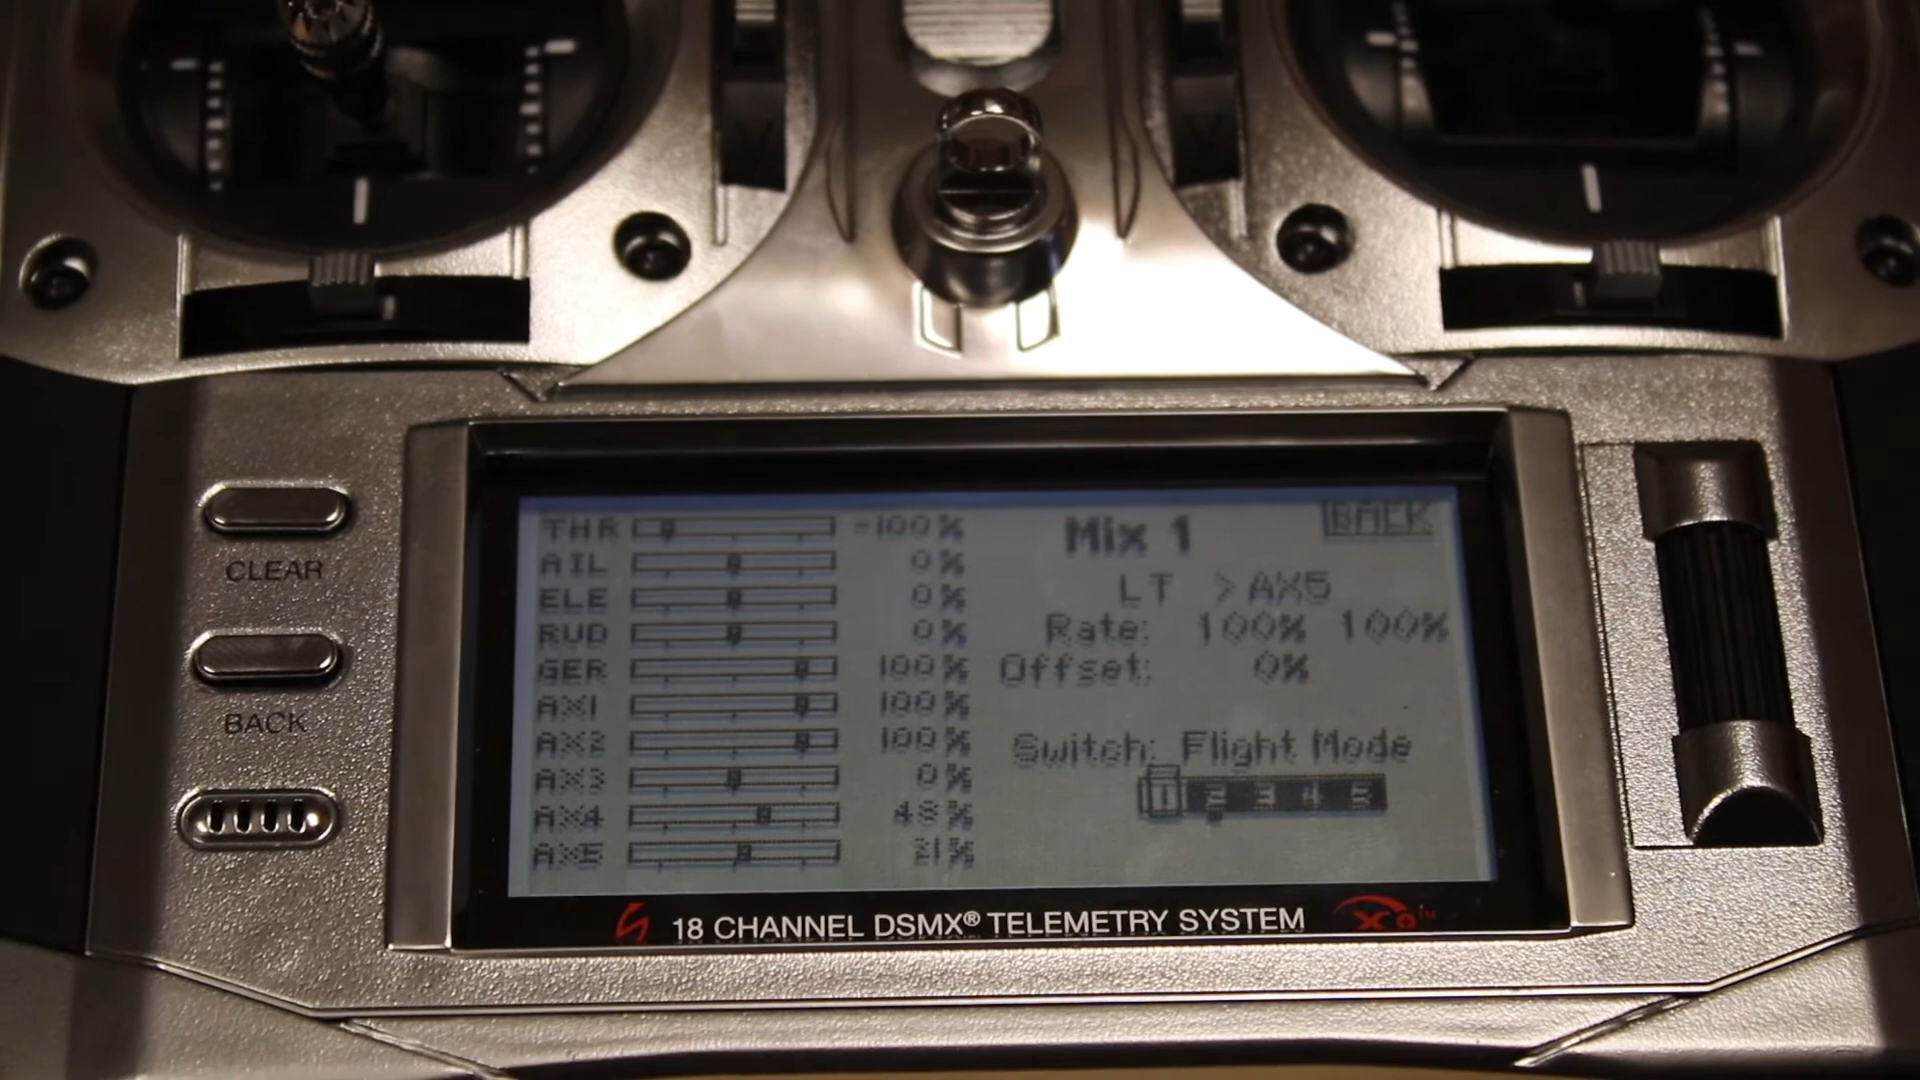 CLEAR
BACK
THR -100%
AIL 0%
ELE 0%
RUD 0%
GER 100%
AX1 100%
AX2 100%
AX3 0%
AX4 48%
AX5 21%
Mix 1
BACK
LT > AX5
Rate: 100% 100%
Offset: 0%
Switch: Flight Mode
1 2 3 4 5
18 CHANNEL DSMX® TELEMETRY SYSTEM
X9™